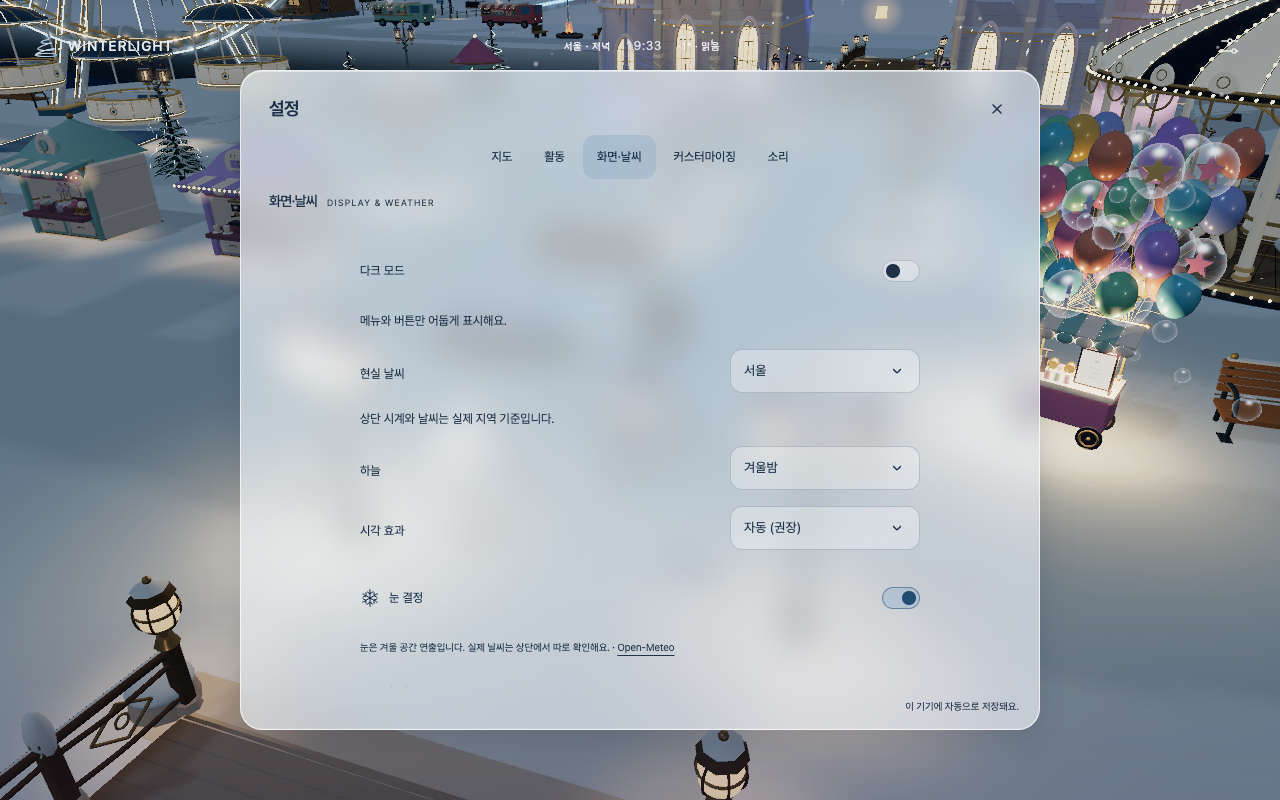 WINTERLIGHT
서울 · 저녁 19:33 맑음
설정
지도 활동 화면·날씨 커스터마이징 소리
화면·날씨 DISPLAY & WEATHER
다크 모드
메뉴와 버튼만 어둡게 표시해요.
현실 날씨 서울
상단 시계와 날씨는 실제 지역 기준입니다.
하늘 겨울밤
시각 효과 자동 (권장)
눈 결정
눈은 겨울 공간 연출입니다. 실제 날씨는 상단에서 따로 확인해요. · Open-Meteo
이 기기에 자동으로 저장돼요.